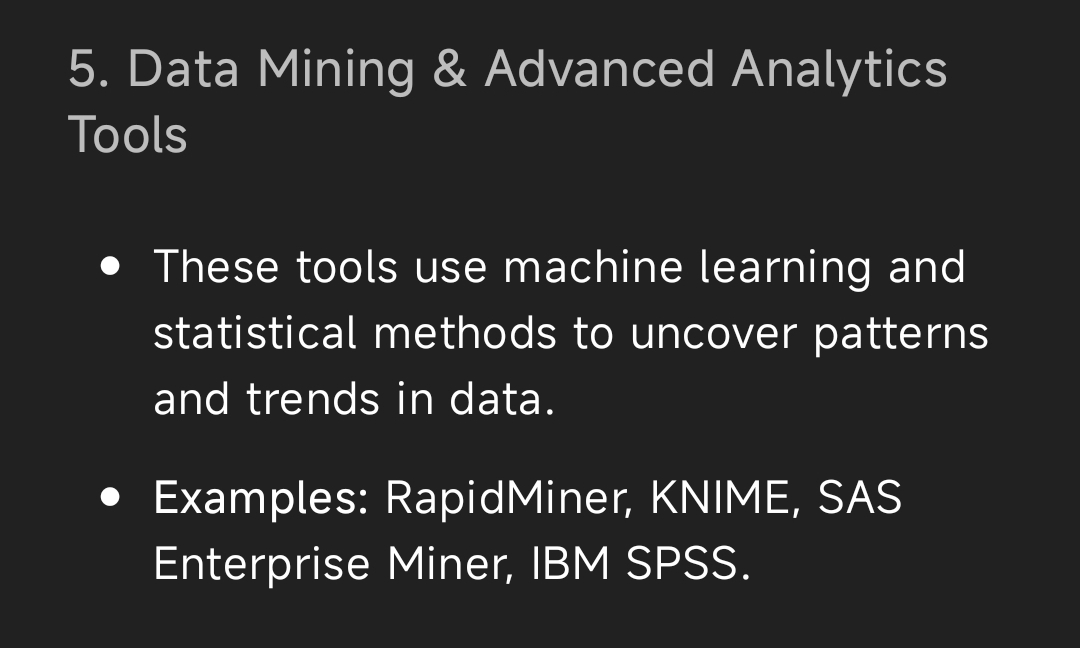 5. Data Mining & Advanced Analytics
Tools
• These tools use machine learning and
statistical methods to uncover patterns
and trends in data.
• Examples: RapidMiner, KNIME, SAS
Enterprise Miner, IBM SPSS.